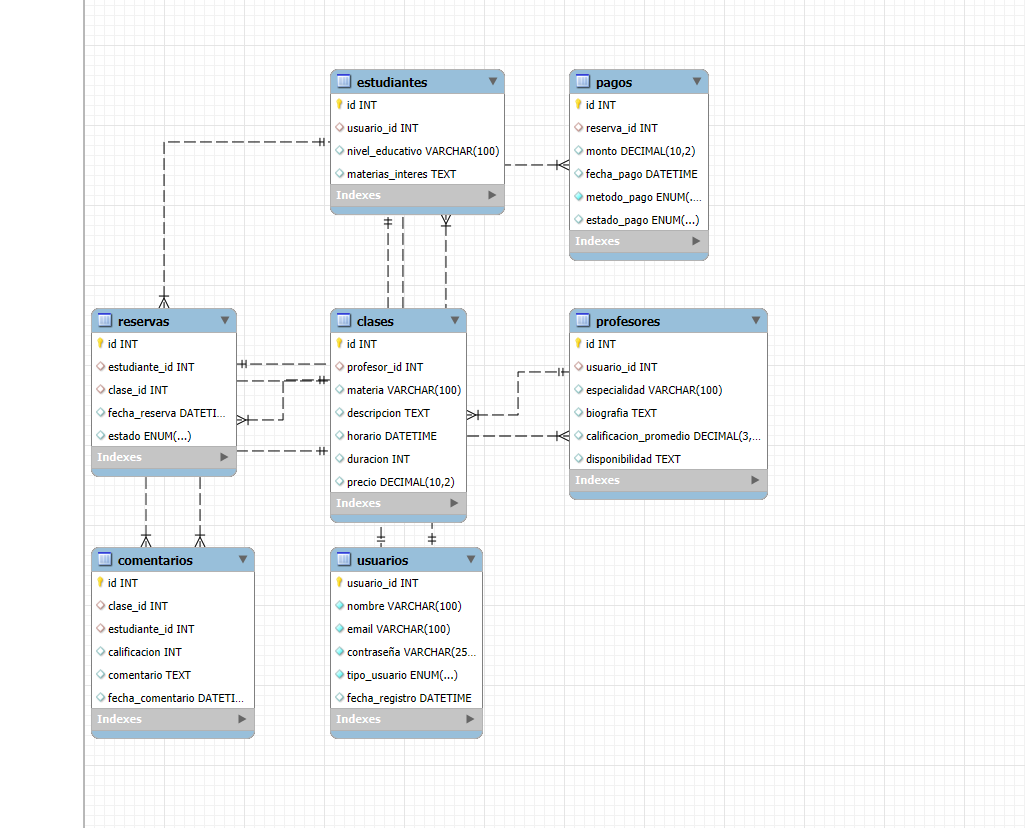 estudiantes
id INT
usuario_id INT
nivel_educativo VARCHAR(100)
materias_interes TEXT
Indexes
pagos
id INT
reserva_id INT
monto DECIMAL(10,2)
fecha_pago DATETIME
metodo_pago ENUM(....
estado_pago ENUM(...)
Indexes
reservas
id INT
estudiante_id INT
clase_id INT
fecha_reserva DATETI...
estado ENUM(...)
Indexes
clases
id INT
profesor_id INT
materia VARCHAR(100)
descripcion TEXT
horario DATETIME
duracion INT
precio DECIMAL(10,2)
Indexes
profesores
id INT
usuario_id INT
especialidad VARCHAR(100)
biografia TEXT
calificacion_promedio DECIMAL(3,...
disponibilidad TEXT
Indexes
comentarios
id INT
clase_id INT
estudiante_id INT
calificacion INT
comentario TEXT
fecha_comentario DATETI...
Indexes
usuarios
usuario_id INT
nombre VARCHAR(100)
email VARCHAR(100)
contraseña VARCHAR(25...
tipo_usuario ENUM(...)
fecha_registro DATETIME
Indexes